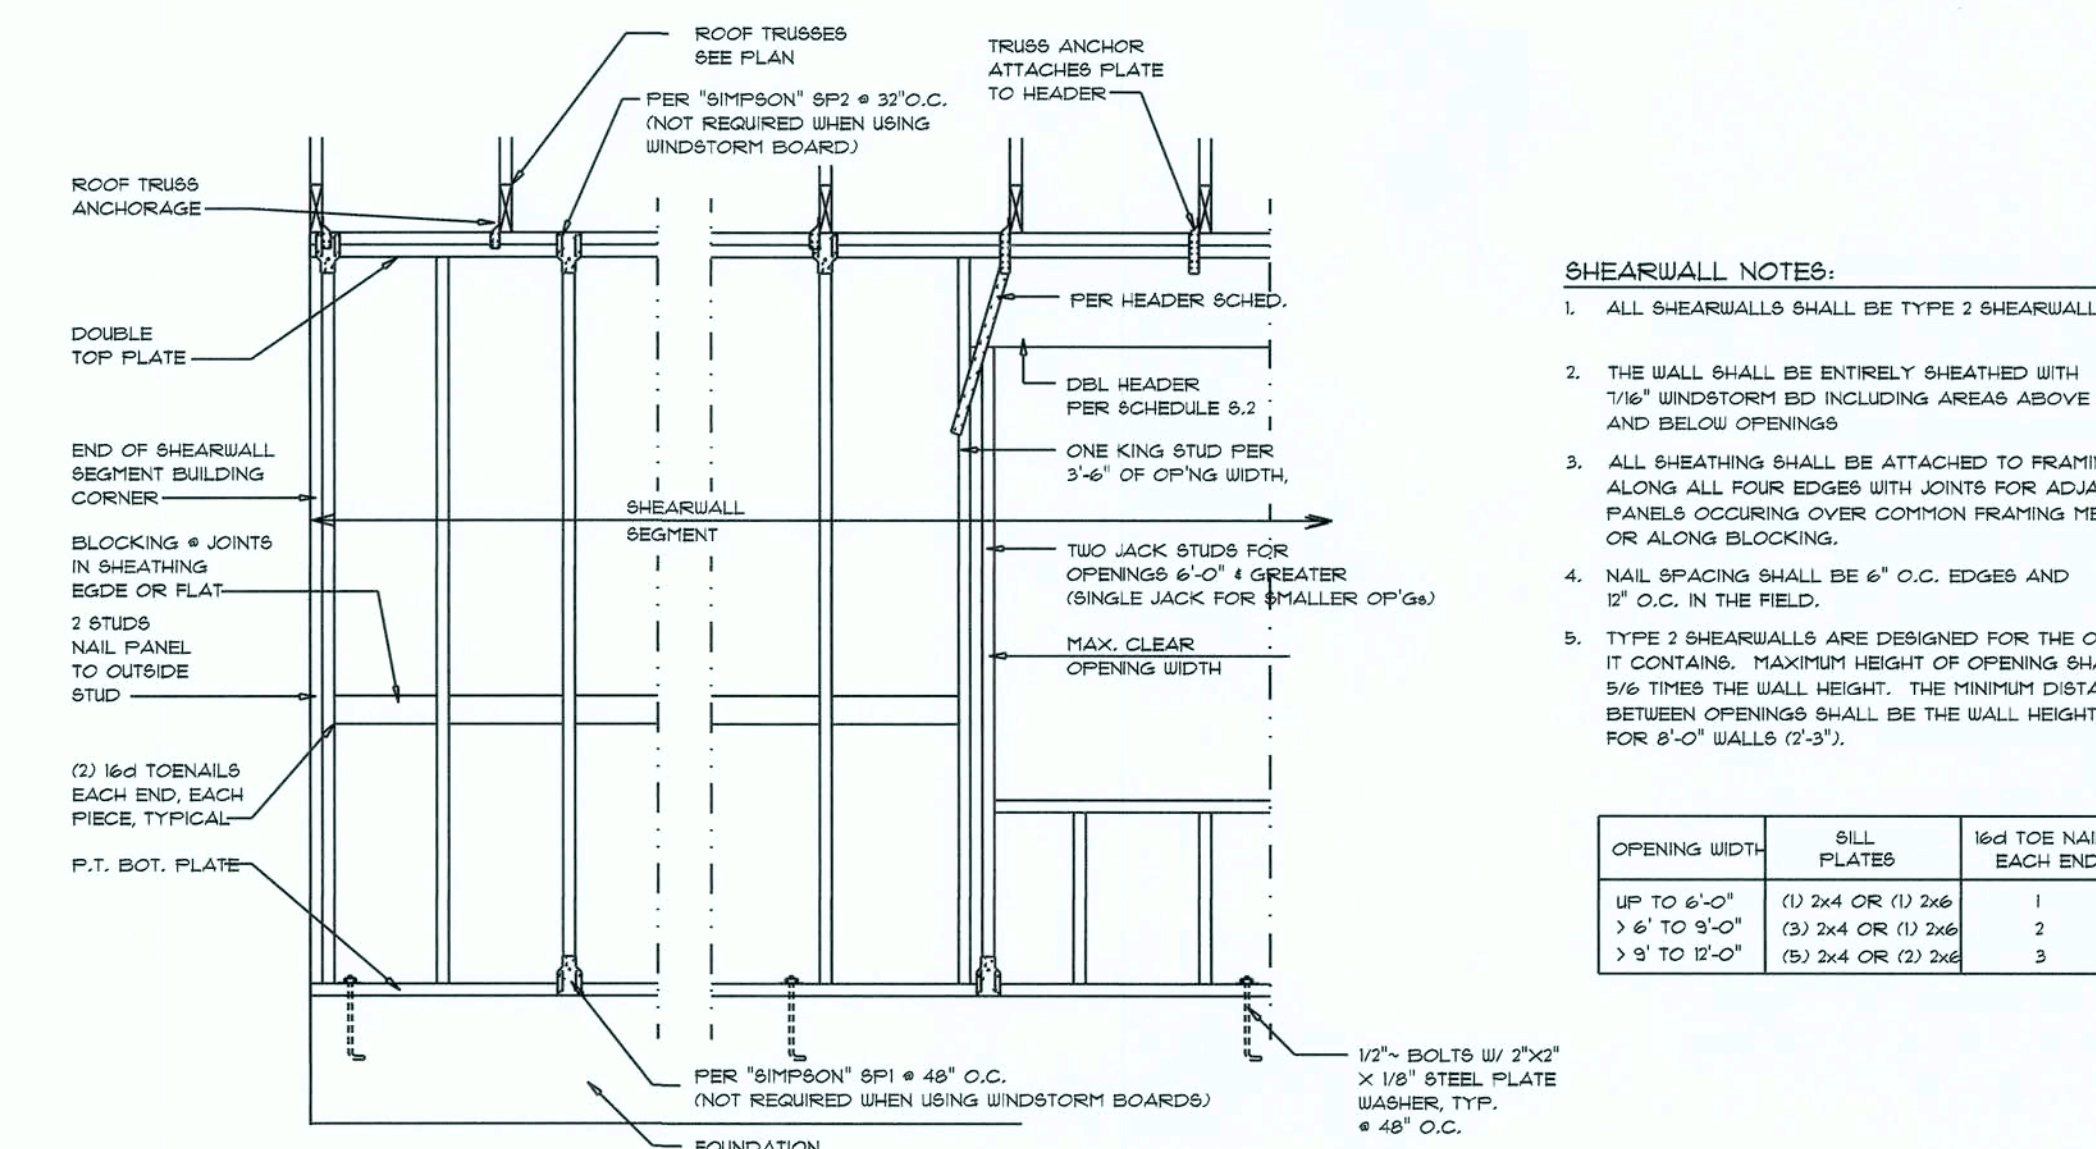 ROOF TRUSSES
SEE PLAN
PER "SIMPSON" SP2 @ 32"O.C.
(NOT REQUIRED WHEN USING
WINDSTORM BOARD)
TRUSS ANCHOR
ATTACHES PLATE
TO HEADER
ROOF TRUSS
ANCHORAGE
DOUBLE
TOP PLATE
END OF SHEARWALL
SEGMENT BUILDING
CORNER
BLOCKING @ JOINTS
IN SHEATHING
EGDE OR FLAT
2 STUDS
NAIL PANEL
TO OUTSIDE
STUD
(2) 16d TOENAILS
EACH END, EACH
PIECE, TYPICAL
P.T. BOT. PLATE
SHEARWALL
SEGMENT
PER HEADER SCHED.
DBL HEADER
PER SCHEDULE S.2
ONE KING STUD PER
3'-6" OF OP'NG WIDTH,
TWO JACK STUDS FOR
OPENINGS 6'-0" & GREATER
(SINGLE JACK FOR SMALLER OP'Gs)
MAX. CLEAR
OPENING WIDTH
PER "SIMPSON" SP1 @ 48" O.C.
(NOT REQUIRED WHEN USING WINDSTORM BOARDS)
FOUNDATION
1/2"~ BOLTS W/ 2"X2"
X 1/8" STEEL PLATE
WASHER, TYP.
@ 48" O.C.
SHEARWALL NOTES:
1. ALL SHEARWALLS SHALL BE TYPE 2 SHEARWALL
2. THE WALL SHALL BE ENTIRELY SHEATHED WITH
7/16" WINDSTORM BD INCLUDING AREAS ABOVE
AND BELOW OPENINGS
3. ALL SHEATHING SHALL BE ATTACHED TO FRAMI
ALONG ALL FOUR EDGES WITH JOINTS FOR ADJA
PANELS OCCURING OVER COMMON FRAMING ME
OR ALONG BLOCKING.
4. NAIL SPACING SHALL BE 6" O.C. EDGES AND
12" O.C. IN THE FIELD.
5. TYPE 2 SHEARWALLS ARE DESIGNED FOR THE O
IT CONTAINS. MAXIMUM HEIGHT OF OPENING SHA
5/6 TIMES THE WALL HEIGHT. THE MINIMUM DISTA
BETWEEN OPENINGS SHALL BE THE WALL HEIGHT
FOR 8'-0" WALLS (2'-3").
OPENING WIDTH SILL PLATES 16d TOE NAI EACH END
UP TO 6'-0" (1) 2x4 OR (1) 2x6 1
> 6' TO 9'-0" (3) 2x4 OR (1) 2x6 2
> 9' TO 12'-0" (5) 2x4 OR (2) 2x6 3